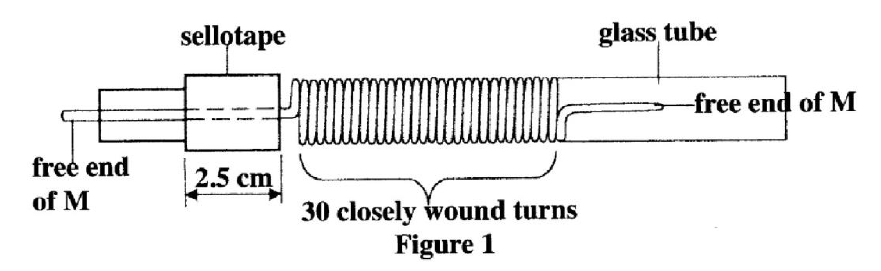 sellotape
glass tube
free end of M
free end
of M
2.5 cm
30 closely wound turns
Figure 1